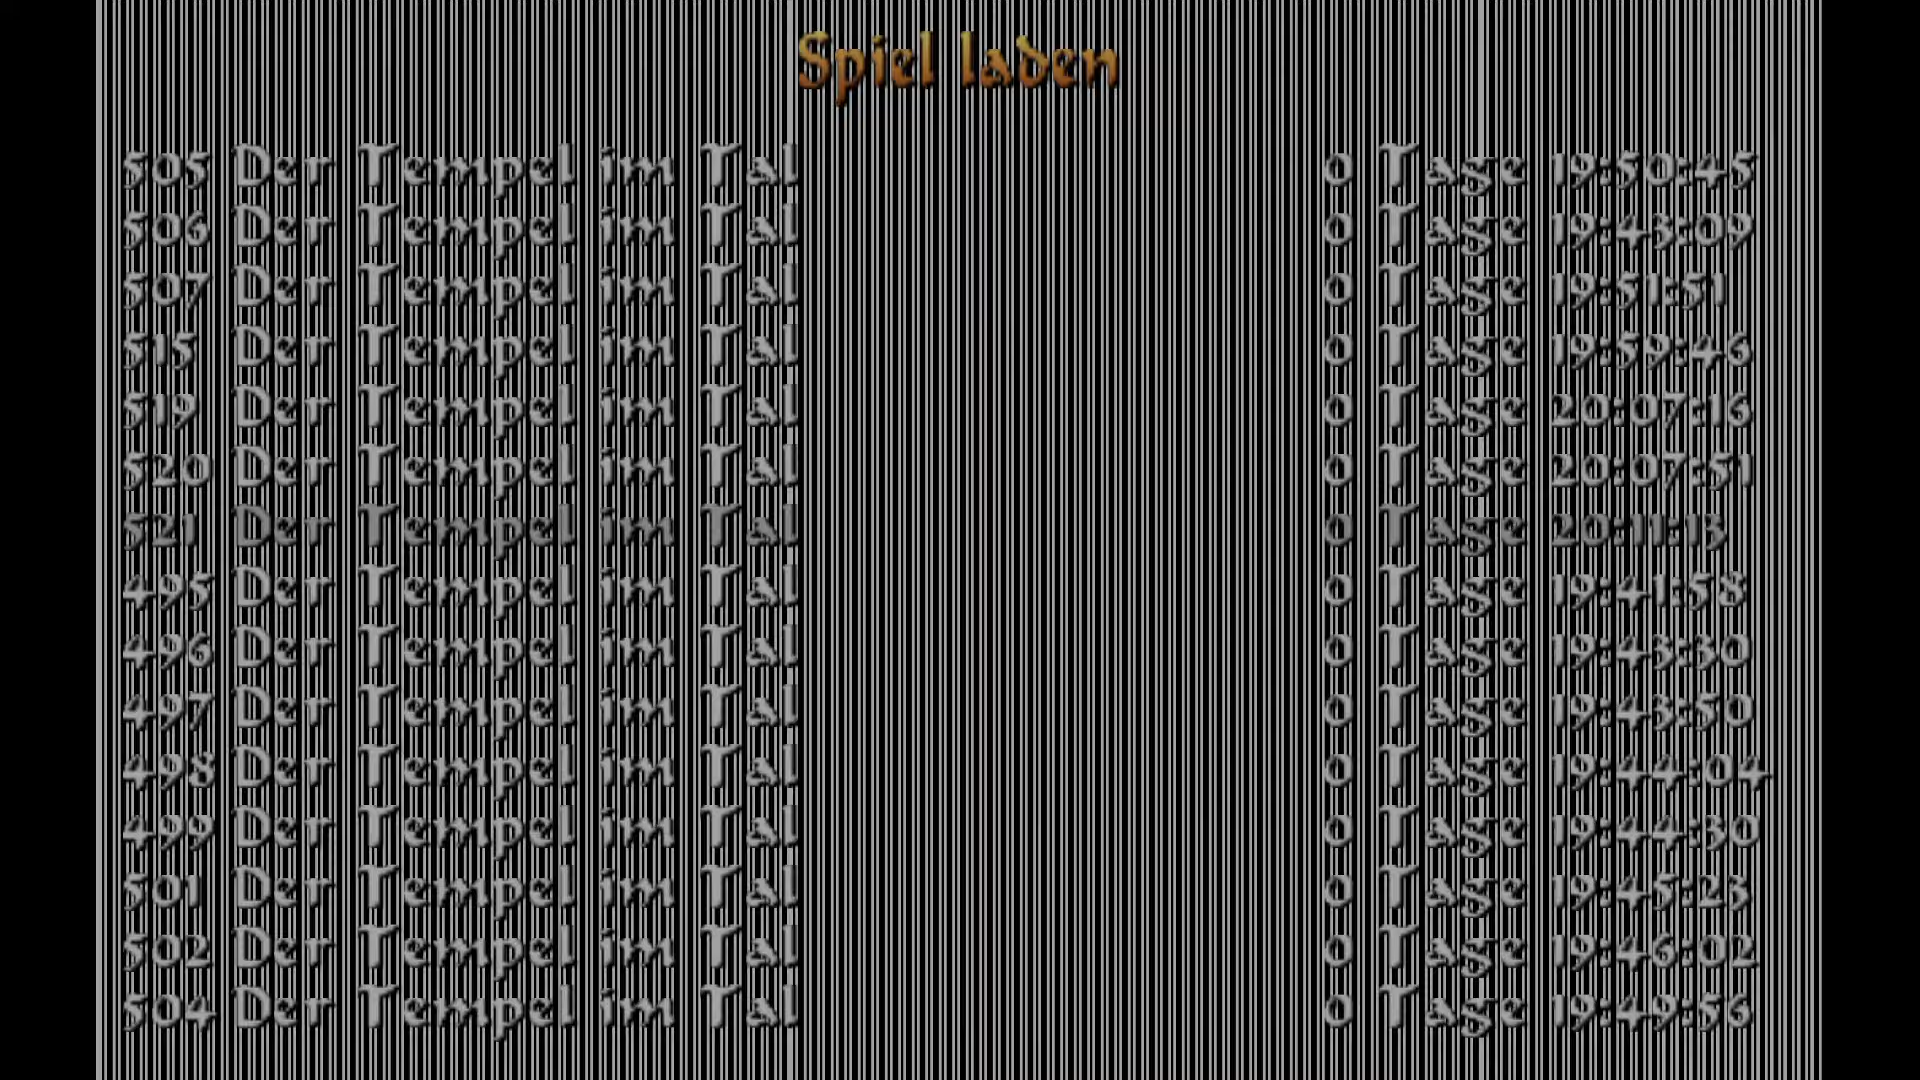 Spiel laden
505 Der Tempel im Tal 0 Tage 19:50:45
506 Der Tempel im Tal 0 Tage 19:43:09
507 Der Tempel im Tal 0 Tage 19:51:51
515 Der Tempel im Tal 0 Tage 19:59:46
519 Der Tempel im Tal 0 Tage 20:07:16
520 Der Tempel im Tal 0 Tage 20:07:51
521 Der Tempel im Tal 0 Tage 20:11:13
495 Der Tempel im Tal 0 Tage 19:41:58
496 Der Tempel im Tal 0 Tage 19:43:30
497 Der Tempel im Tal 0 Tage 19:43:50
498 Der Tempel im Tal 0 Tage 19:44:04
499 Der Tempel im Tal 0 Tage 19:44:30
501 Der Tempel im Tal 0 Tage 19:45:23
502 Der Tempel im Tal 0 Tage 19:46:02
504 Der Tempel im Tal 0 Tage 19:49:56